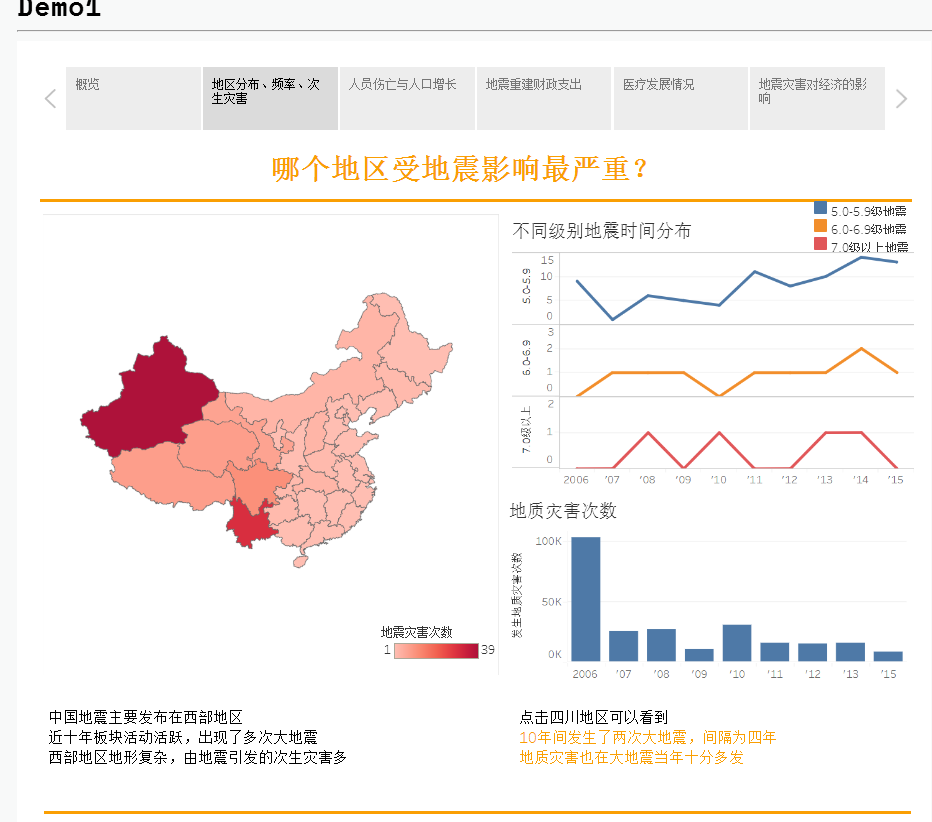 Demo1
概览
地区分布、频率、次
生灾害
人员伤亡与人口增长
地震重建财政支出
医疗发展情况
地震灾害对经济的影
响
哪个地区受地震影响最严重？
5.0-5.9级地震
6.0-6.9级地震
7.0级以上地震
不同级别地震时间分布
5.0-5.9
15
10
5
0
6.0-6.9
3
2
1
0
7.0级以上
2
1
0
2006 '07 '08 '09 '10 '11 '12 '13 '14 '15
地质灾害次数
发生地质灾害次数
100K
50K
0K
2006 '07 '08 '09 '10 '11 '12 '13 '15
地震灾害次数
1 39
中国地震主要发布在西部地区
近十年板块活动活跃，出现了多次大地震
西部地区地形复杂，由地震引发的次生灾害多
点击四川地区可以看到
10年间发生了两次大地震，间隔为四年
地质灾害也在大地震当年十分多发